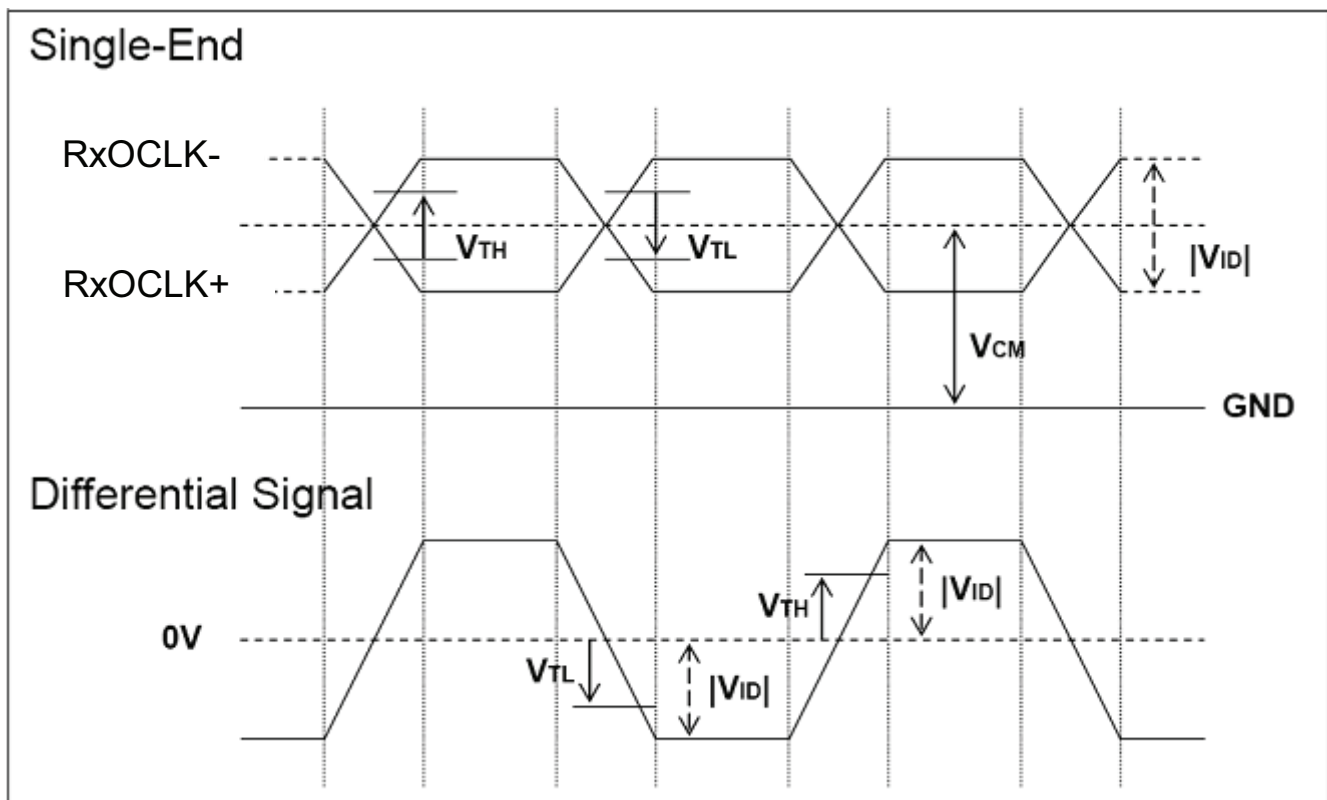 Single-End
RxOCLK-
VTH
VTL
|VID|
RxOCLK+
VCM
GND
Differential Signal
VTH
|VID|
0V
VTL
|VID|